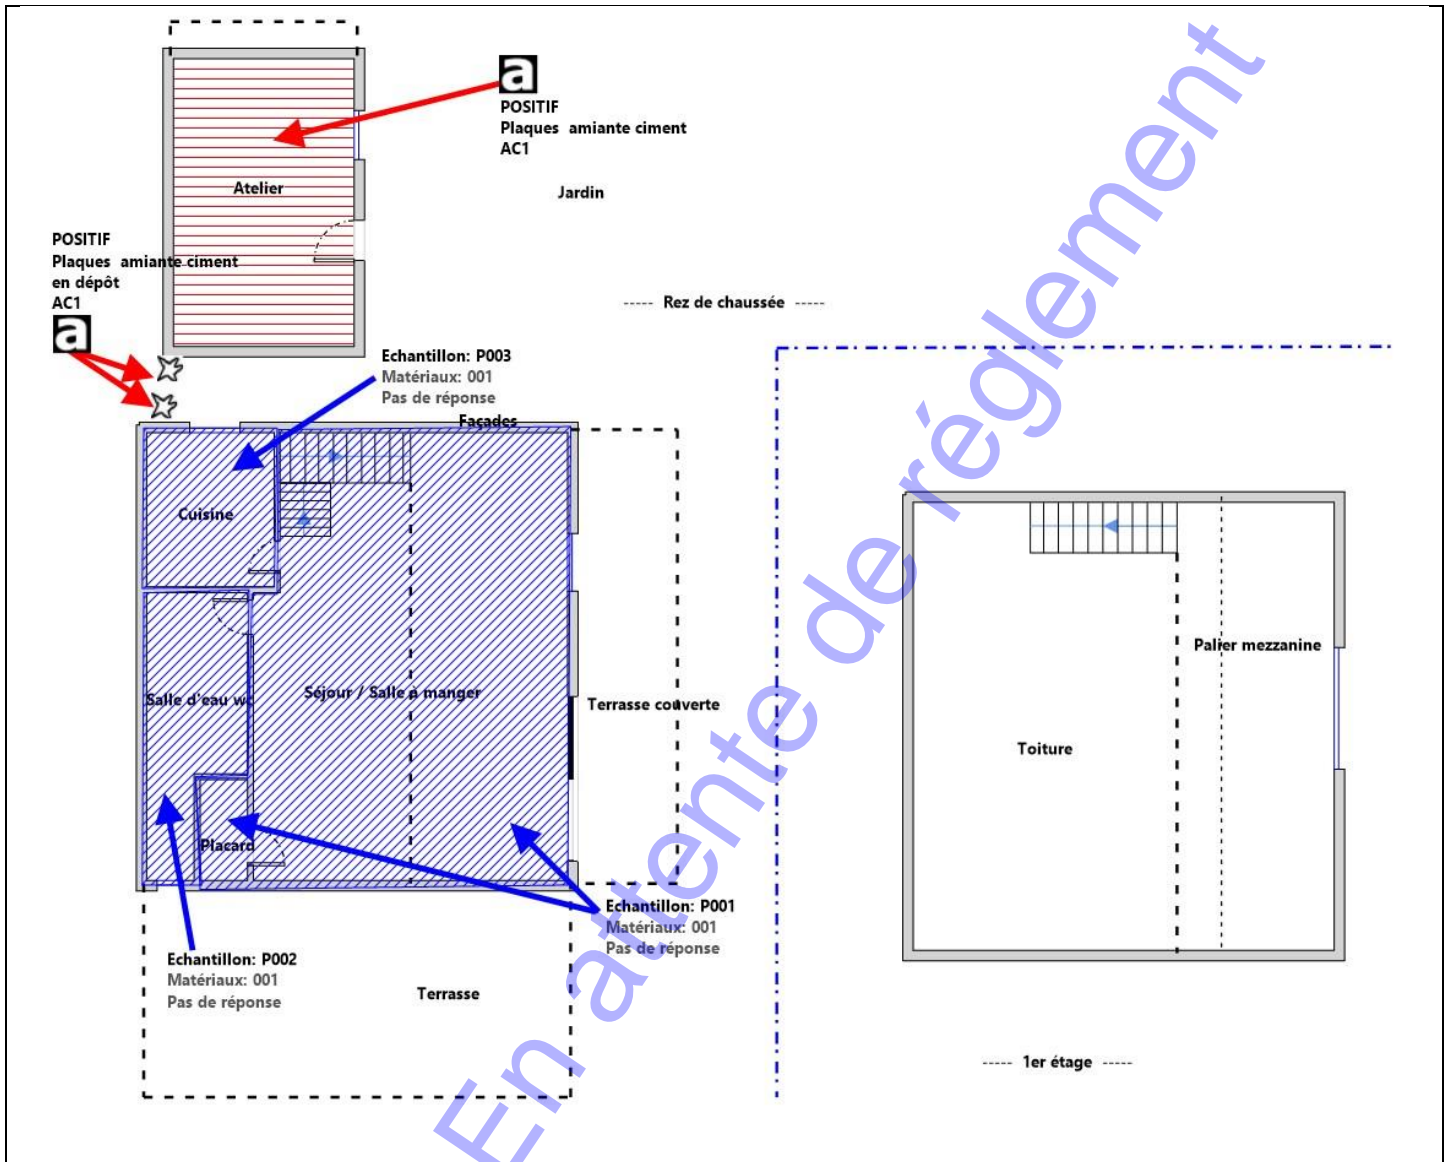 a
POSITIF
Plaques amiante ciment
AC1
Atelier
Jardin
POSITIF
Plaques amiante ciment
en dépôt
AC1
a
----- Rez de chaussée -----
Echantillon: P003
Matériaux: 001
Pas de réponse
Façades
Cuisine
Salle d'eau w
Séjour / Salle à manger
Terrasse couverte
Placard
Echantillon: P001
Matériaux: 001
Pas de réponse
Echantillon: P002
Matériaux: 001
Pas de réponse
Terrasse
Palier mezzanine
Toiture
----- 1er étage -----
En attente de réglement